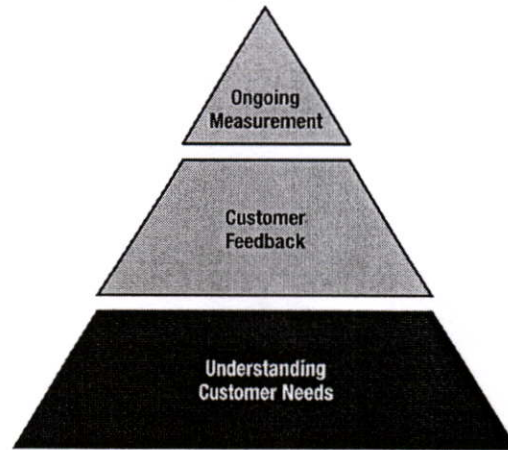 Ongoing
Measurement
Customer
Feedback
Understanding
Customer Needs